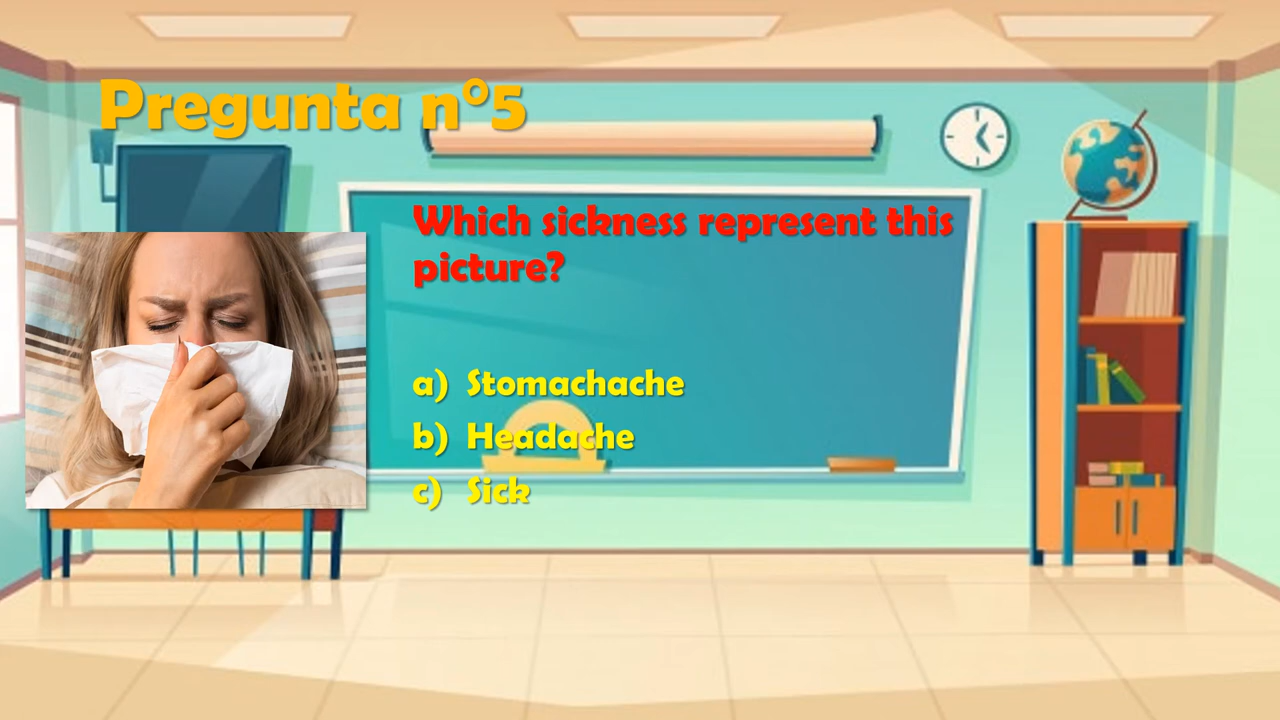 Pregunta n°5
Which sickness represent this
picture?
a) Stomachache
b) Headache
c) Sick